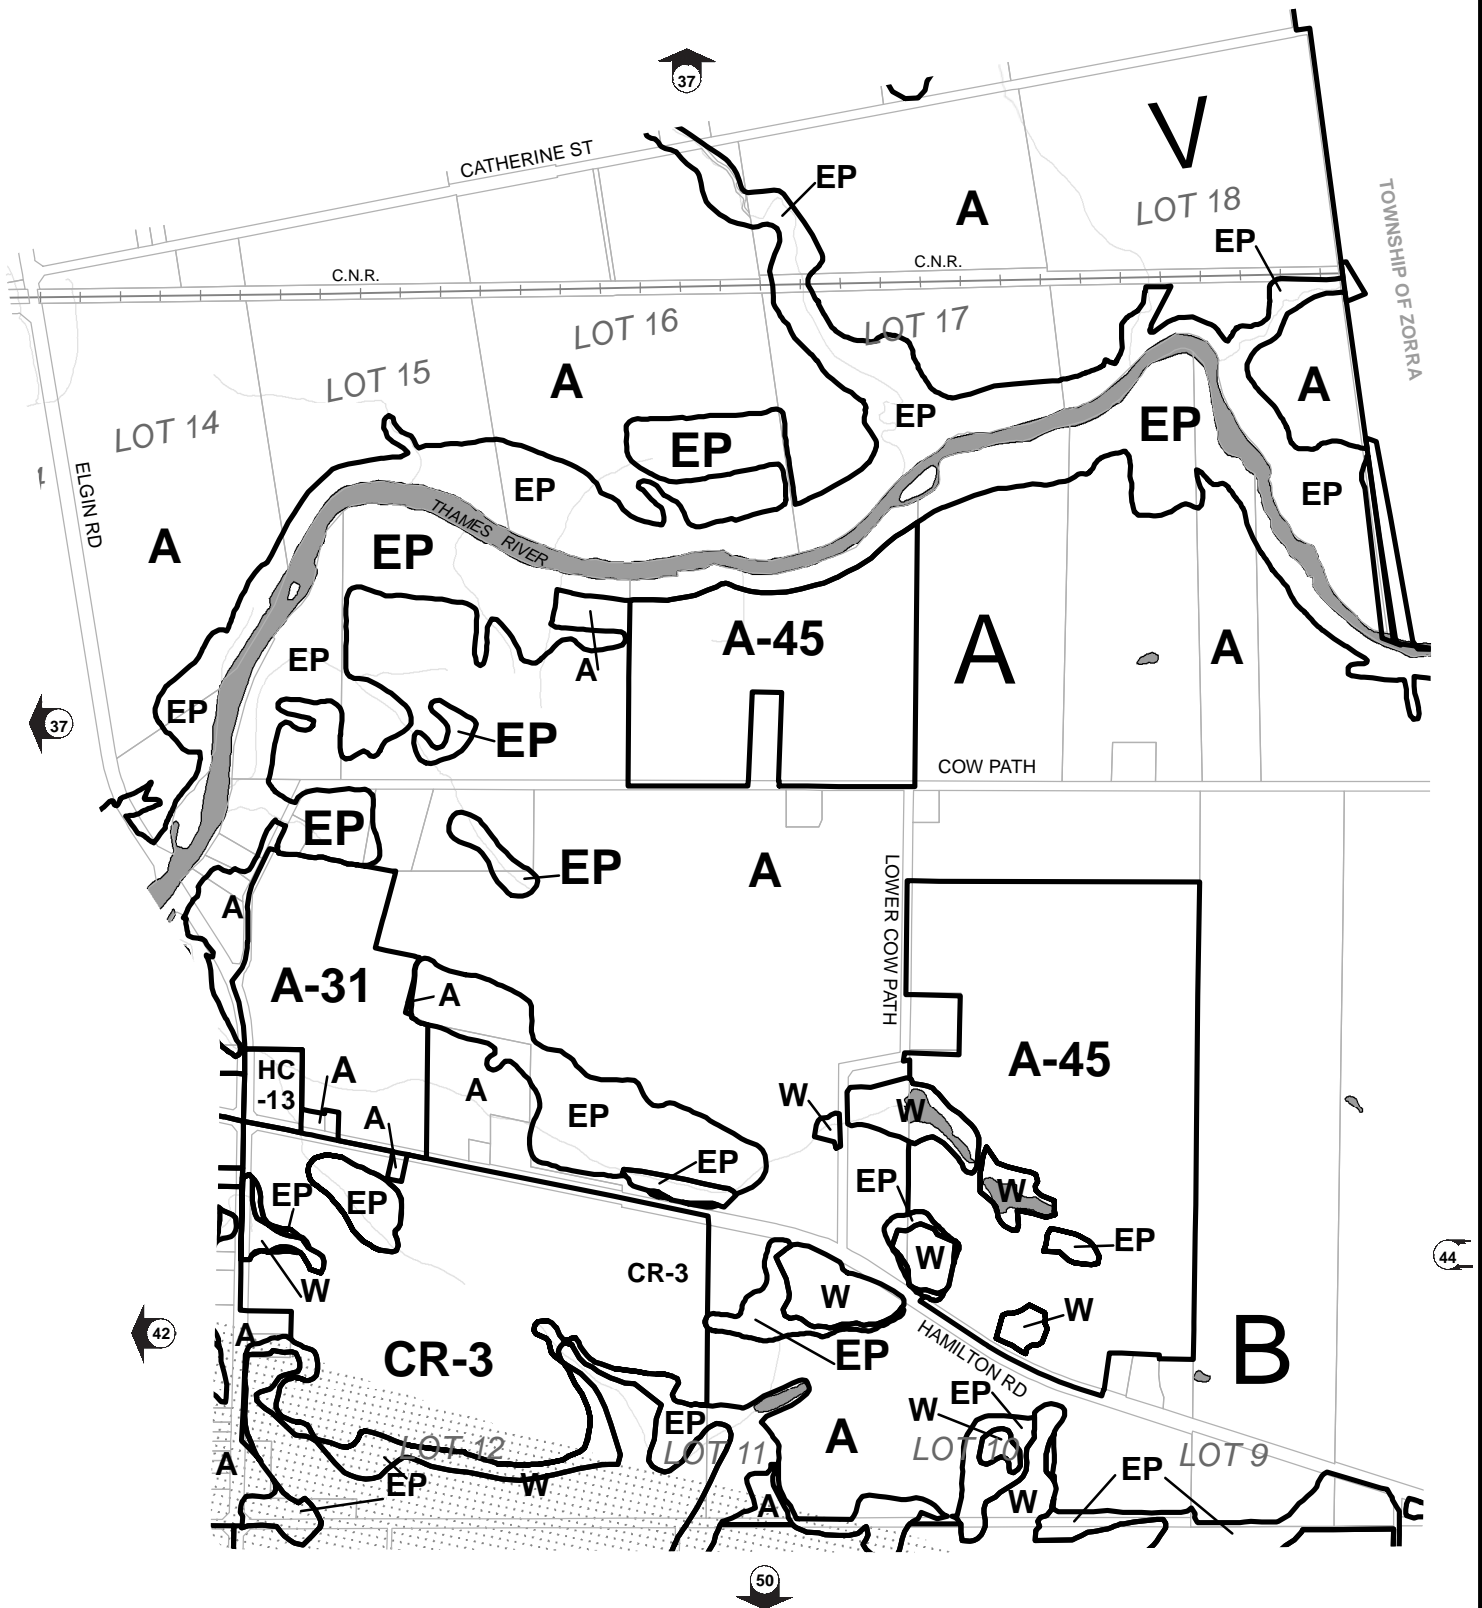 37
V
CATHERINE ST
EP
A
LOT 18
TOWNSHIP OF ZORRA
EP
C.N.R.
C.N.R.
LOT 16
LOT 17
LOT 15
A
A
LOT 14
EP
EP
EP
ELGIN RD
EP
EP
THAMES RIVER
A
EP
A-45
A
A
EP
A
EP
37
EP
COW PATH
EP
EP
A
LOWER COW PATH
A
A-31
A
A-45
HC
-13
A
A
W
W
A
EP
EP
EP
W
EP
EP
W
EP
44
CR-3
W
W
W
B
42
A
HAMILTON RD
EP
CR-3
EP
W
EP
A
LOT 12
LOT 11
LOT 10
LOT 9
A
EP
EP
W
W
A
50